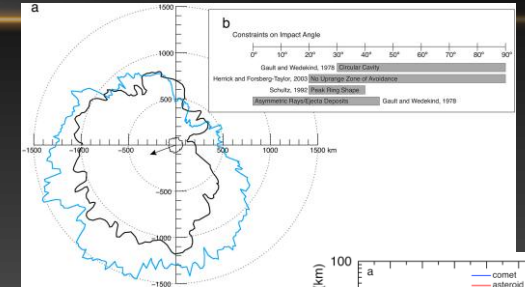 a
1500
1000
500
-1500
-1000
-500
500
1000
1500 km
-500
-1000
-1500
b
Constraints on Impact Angle
0° 10° 20° 30° 40° 50° 60° 70° 80° 90°
Gault and Wedekind, 1978 Circular Cavity
Herrick and Forsberg-Taylor, 2003 No Uprange Zone of Avoidance
Schultz, 1992 Peak Ring Shape
Asymmetric Rays/Ejecta Deposits Gault and Wedekind, 1978
100
(km)
a
comet
asteroid